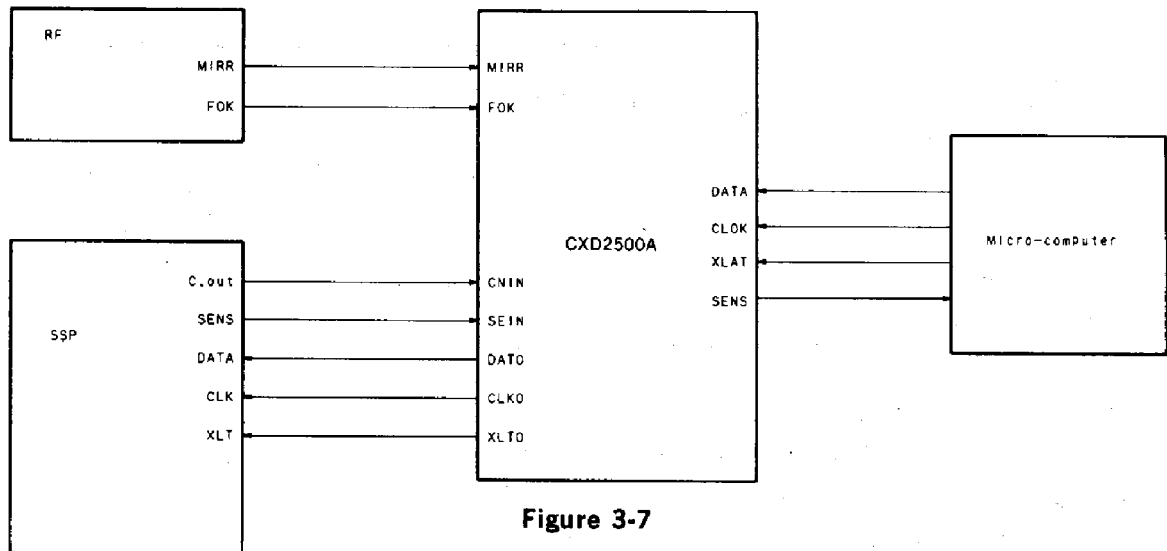 RF
MIRR
FOK
MIRR
FOK
CXD2500A
DATA
CLOK
XLAT
SENS
Micro-computer
SSP
C.out
SENS
DATA
CLK
XLT
CNIN
SEIN
DATO
CLKO
XLTO
Figure 3-7